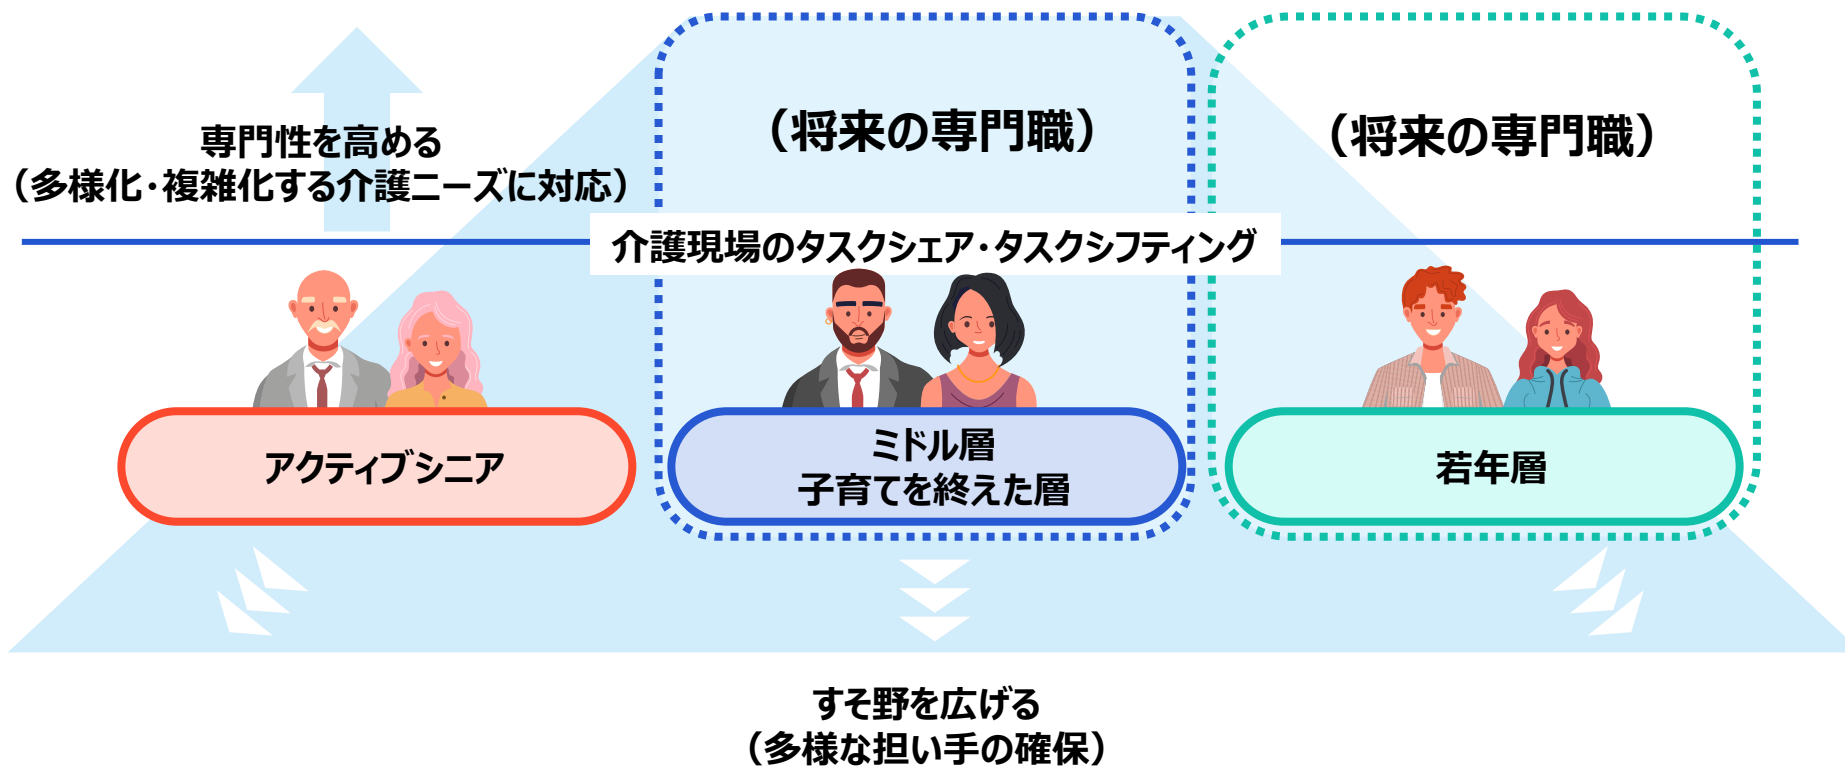 専門性を高める
（多様化・複雑化する介護ニーズに対応）
（将来の専門職）
（将来の専門職）
介護現場のタスクシェア・タスクシフティング
アクティブシニア
ミドル層
子育てを終えた層
若年層
すそ野を広げる
（多様な担い手の確保）